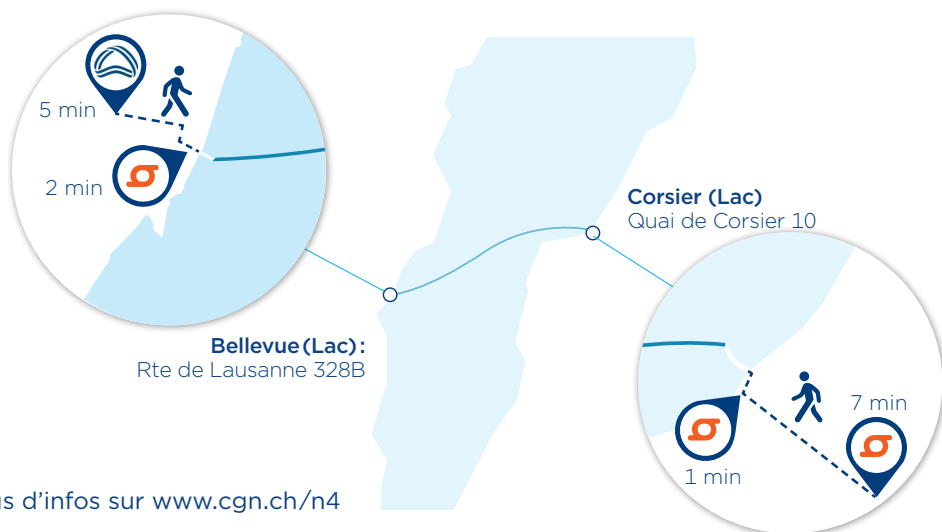 5 min
2 min
Corsier (Lac)
Quai de Corsier 10
Bellevue (Lac):
Rte de Lausanne 328B
7 min
1 min
d'infos sur www.cgn.ch/n4